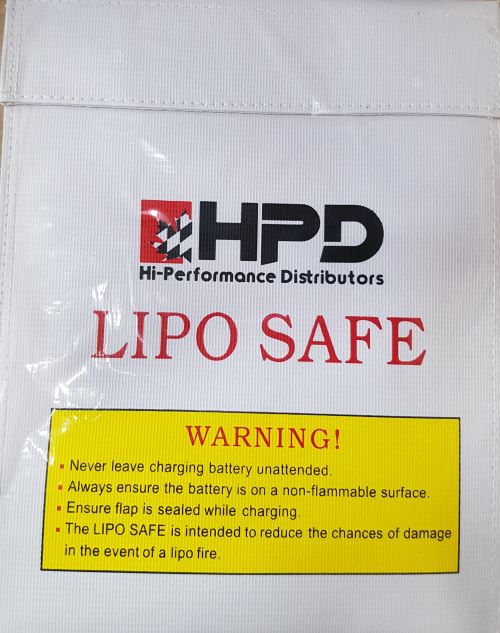 HPD
Hi-Performance Distributors
LIPO SAFE
WARNING!
▪ Never leave charging battery unattended.
▪ Always ensure the battery is on a non-flammable surface.
▪ Ensure flap is sealed while charging.
▪ The LIPO SAFE is intended to reduce the chances of damage
in the event of a lipo fire.